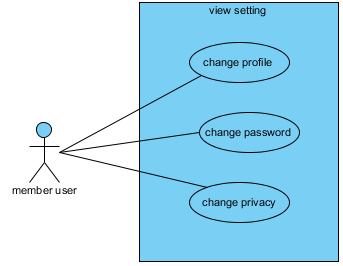 view setting
change profile
change password
member user
change privacy